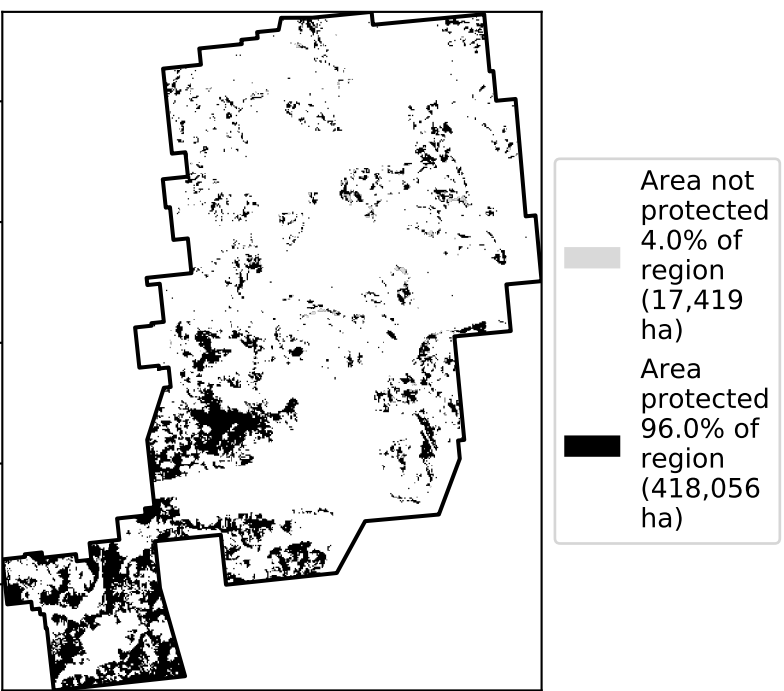 Area not
protected
4.0% of
region
(17,419
ha)
Area
protected
96.0% of
region
(418,056
ha)